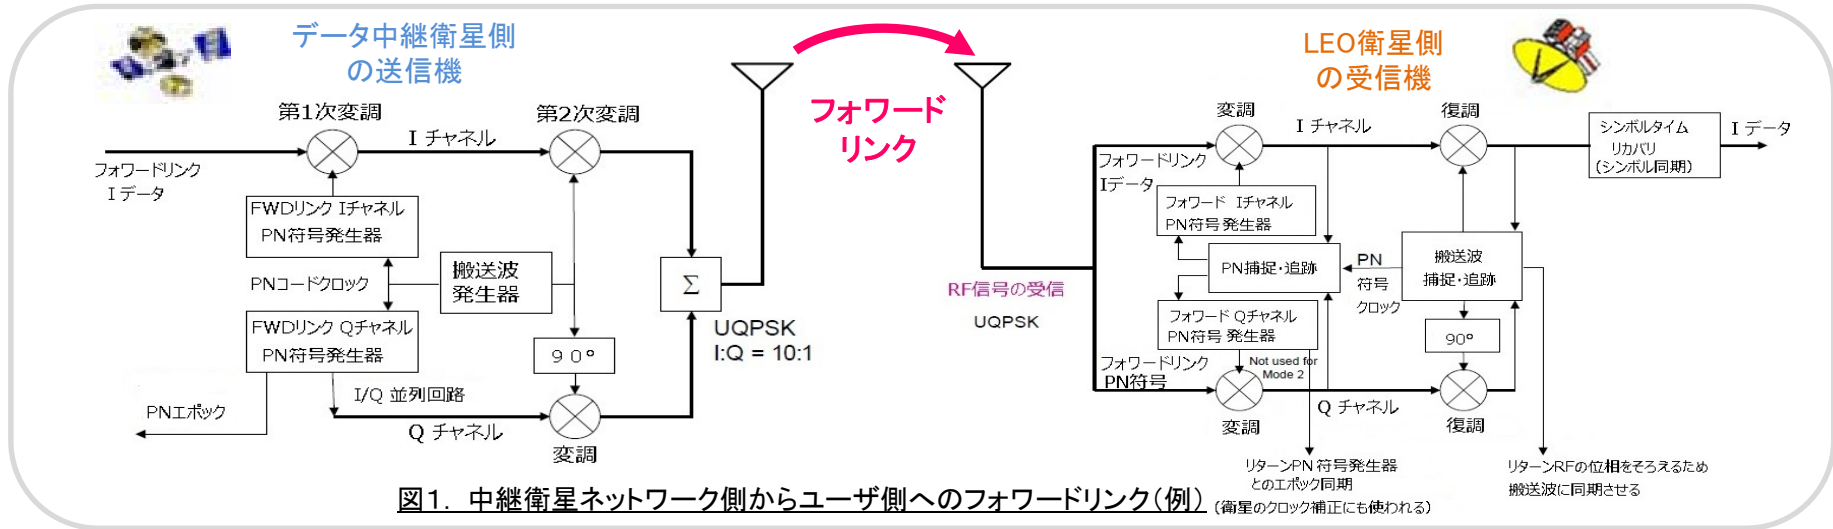 データ中継衛星側
の送信機
第1次変調
第2次変調
I チャネル
フォワードリンク
I データ
FWDリンク Iチャネル
PN符号発生器
PNコードクロック
搬送波
発生器
FWDリンク Qチャネル
PN符号発生器
90°
Σ
UQPSK
I:Q = 10:1
I/Q 並列回路
PNエポック
Q チャネル
変調
フォワード
リンク
LEO衛星側
の受信機
変調
I チャネル
復調
シンボルタイム
リカバリ
(シンボル同期)
I データ
フォワードリンク
Iデータ
フォワード Iチャネル
PN符号発生器
PN捕捉・追跡
PN
符号
クロック
搬送波
捕捉・追跡
RF信号の受信
UQPSK
フォワード Qチャネル
PN符号 発生器
90°
フォワードリンク
PN符号
Not used for
Mode 2
Q チャネル
変調
復調
リターンPN 符号発生器
とのエポック同期
(衛星のクロック補正にも使われる)
リターンRFの位相をそろえるため
搬送波に同期させる
図1. 中継衛星ネットワーク側からユーザ側へのフォワードリンク(例)